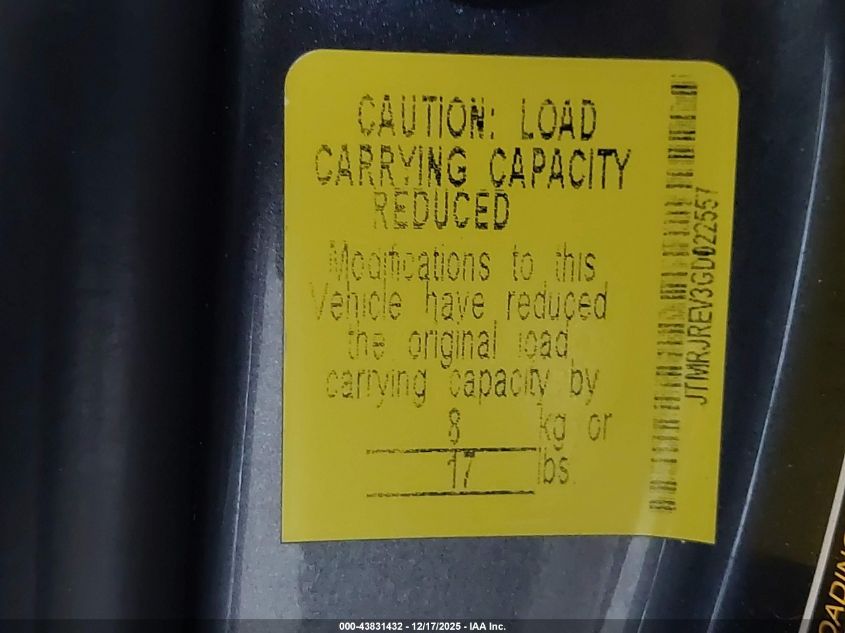 CAUTION: LOAD
CARRYING CAPACITY
REDUCED
Modifications to this
Vehicle have reduced
the original load
carrying capacity by
8 kg or
17 lbs.
JTMRJREV3GD022557
000-43831432 - 12/17/2025 - IAA Inc.